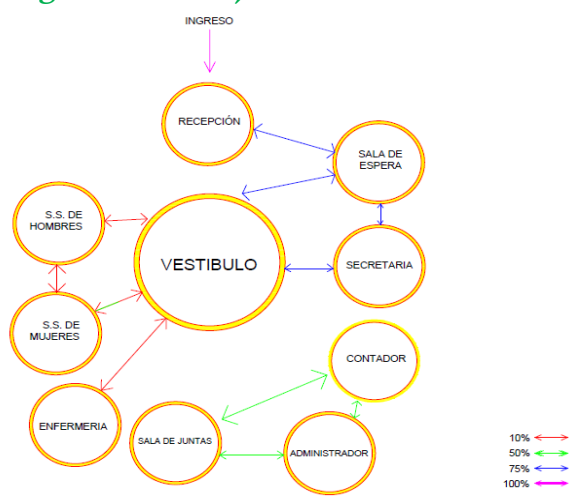 INGRESO
RECEPCIÓN
SALA DE
ESPERA
S.S. DE
HOMBRES
VESTIBULO
SECRETARIA
S.S. DE
MUJERES
CONTADOR
ENFERMERIA
SALA DE JUNTAS
ADMINISTRADOR
10%
50%
75%
100%